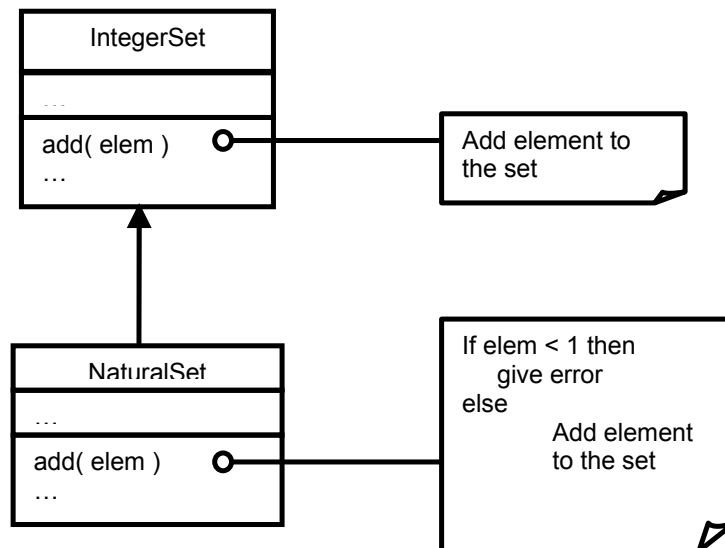 IntegerSet
...
add( elem )
...
Add element to
the set
NaturalSet
...
add( elem )
...
If elem < 1 then
give error
else
Add element
to the set